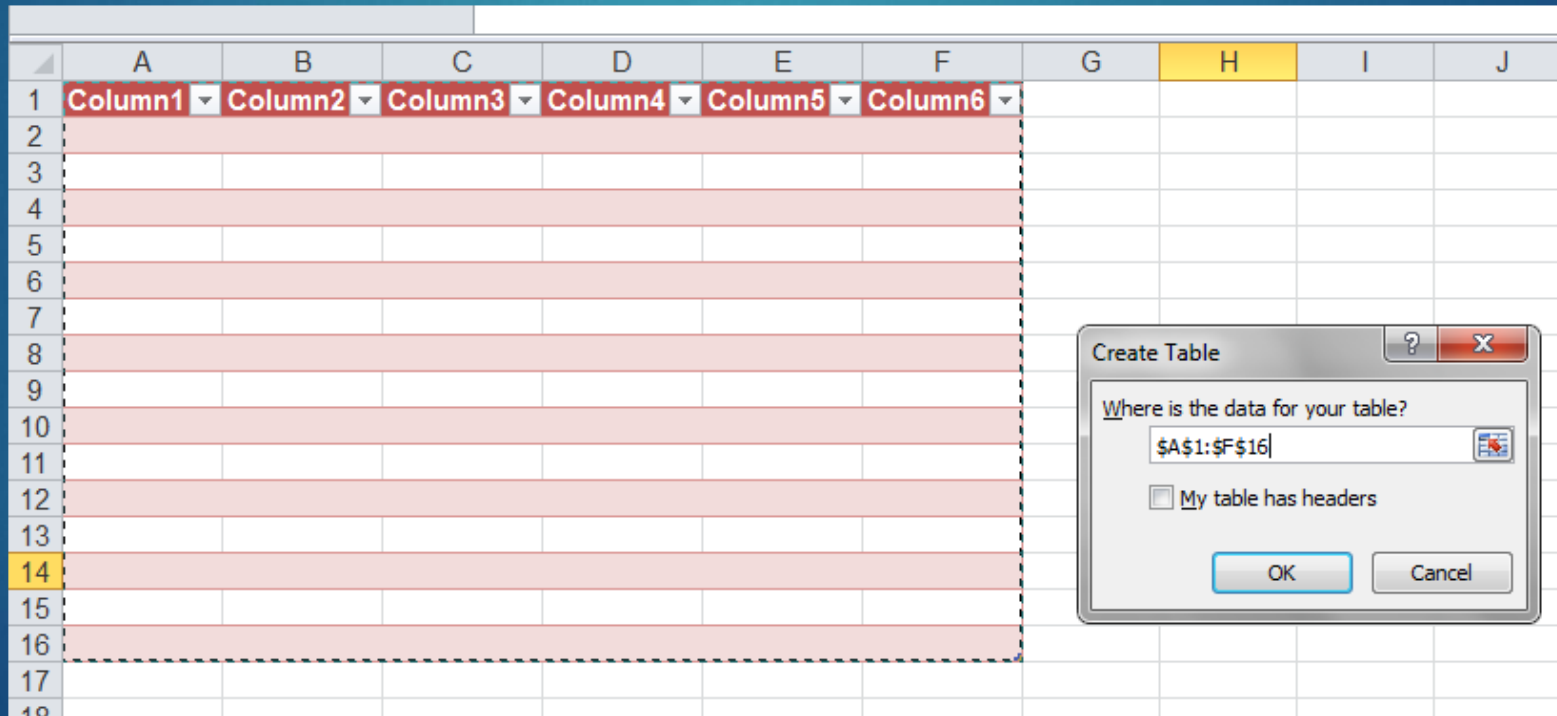 A B C D E F G H I J
1 Column1 Column2 Column3 Column4 Column5 Column6
2
3
4
5
6
7
8
9
10
11
12
13
14
15
16
17
18
Create Table ? X
Where is the data for your table?
$A$1:$F$16
My table has headers
OK Cancel